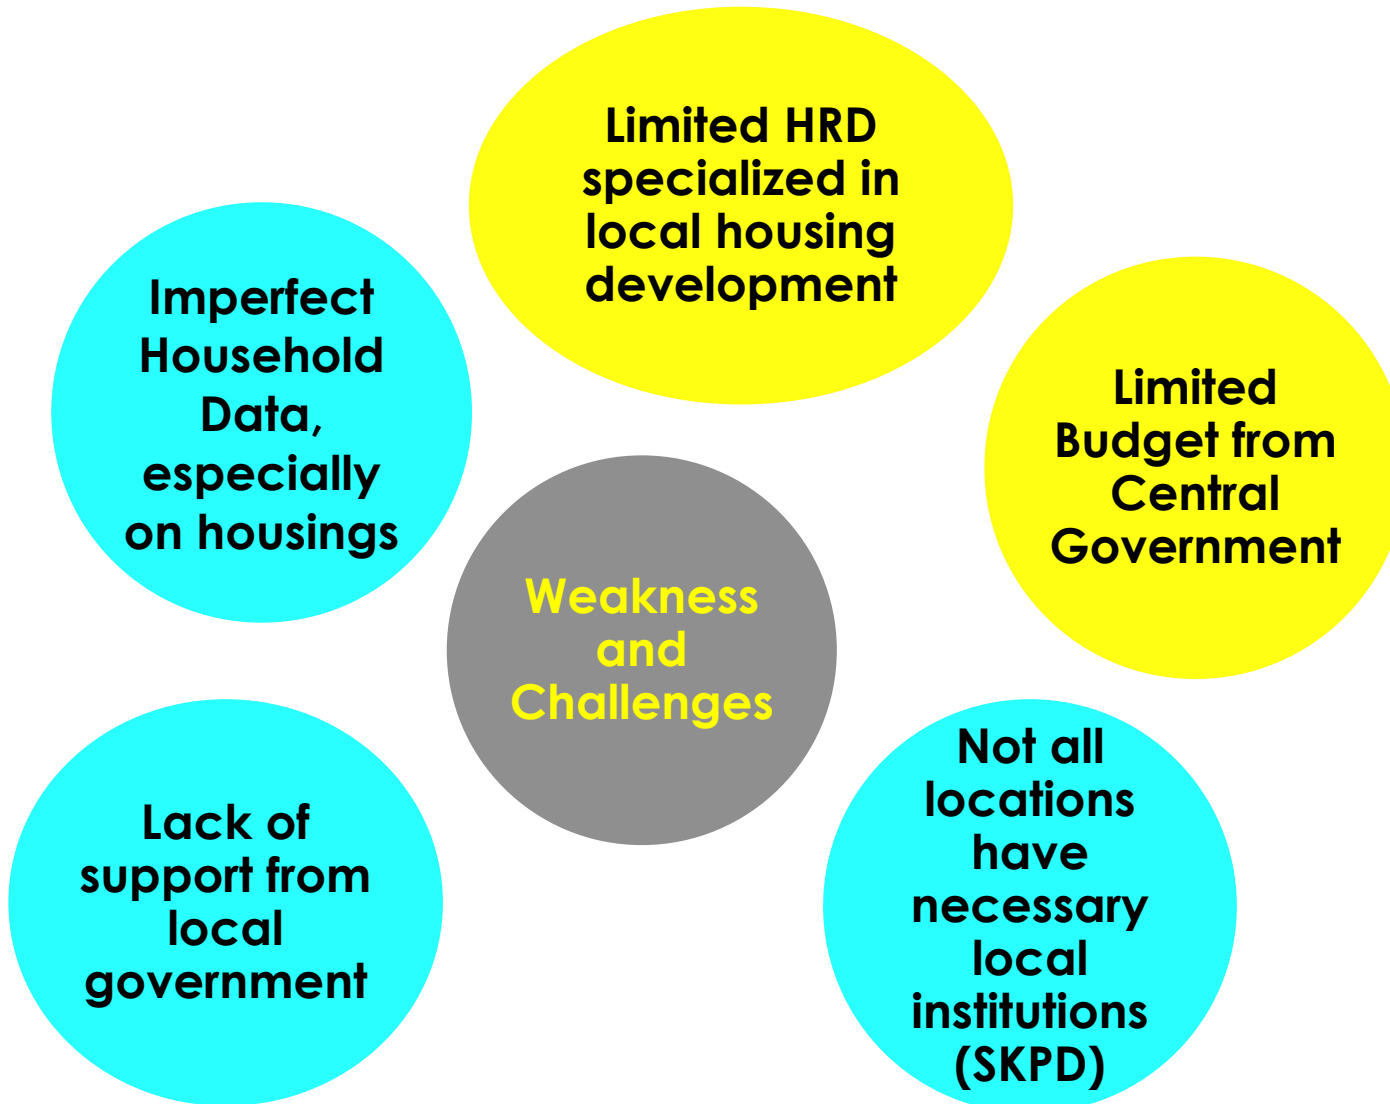 Limited HRD
specialized in
local housing
development
Imperfect
Household
Data,
especially
on housings
Limited
Budget from
Central
Government
Weakness
and
Challenges
Lack of
support from
local
government
Not all
locations
have
necessary
local
institutions
(SKPD)